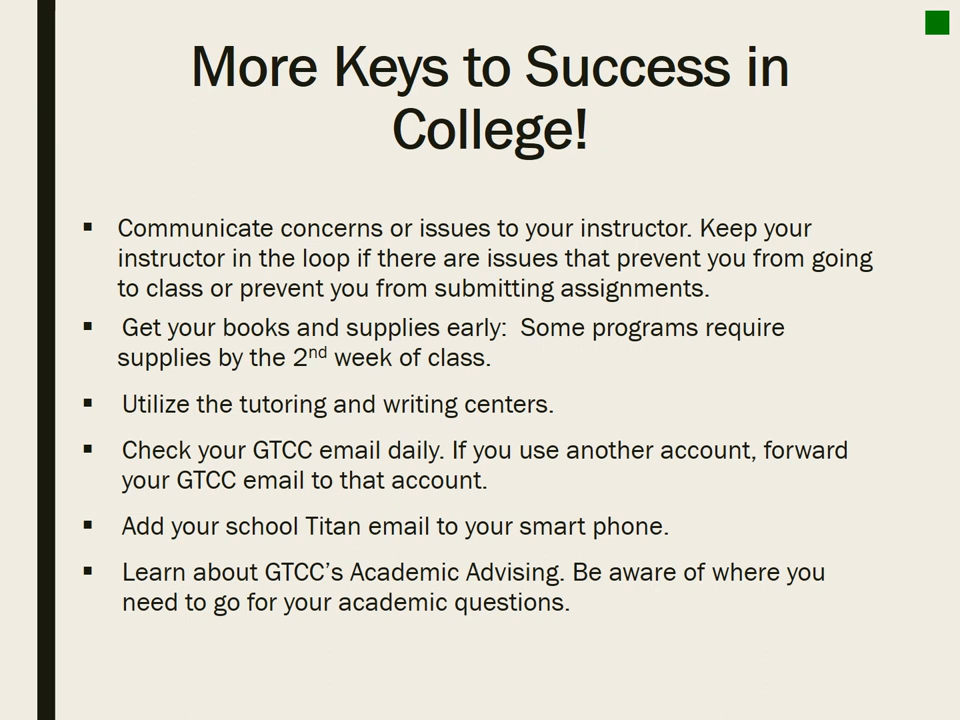 More Keys to Success in
College!
▪ Communicate concerns or issues to your instructor. Keep your
instructor in the loop if there are issues that prevent you from going
to class or prevent you from submitting assignments.
▪ Get your books and supplies early:  Some programs require
supplies by the 2nd week of class.
▪ Utilize the tutoring and writing centers.
▪ Check your GTCC email daily. If you use another account, forward
your GTCC email to that account.
▪ Add your school Titan email to your smart phone.
▪ Learn about GTCC’s Academic Advising. Be aware of where you
need to go for your academic questions.